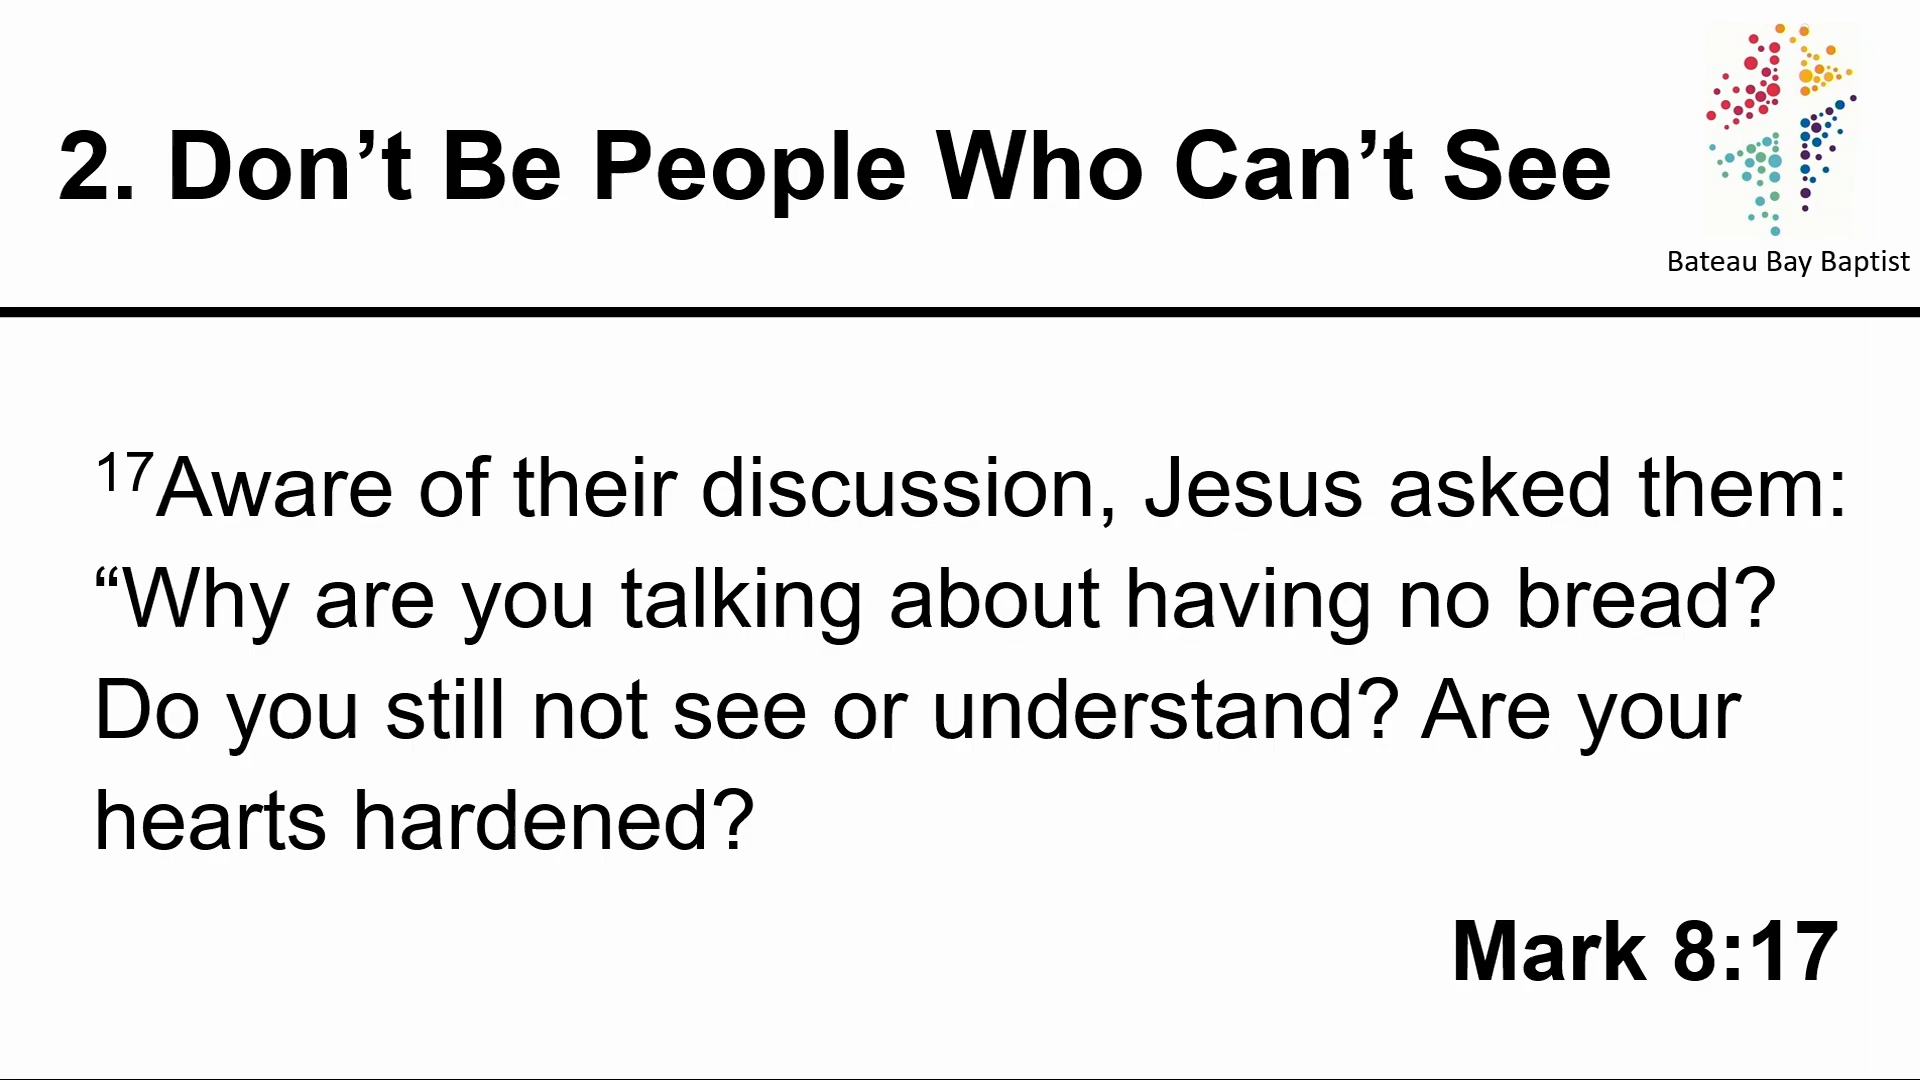 2. Don’t Be People Who Can’t See
Bateau Bay Baptist
17Aware of their discussion, Jesus asked them:
“Why are you talking about having no bread?
Do you still not see or understand? Are your
hearts hardened?
Mark 8:17